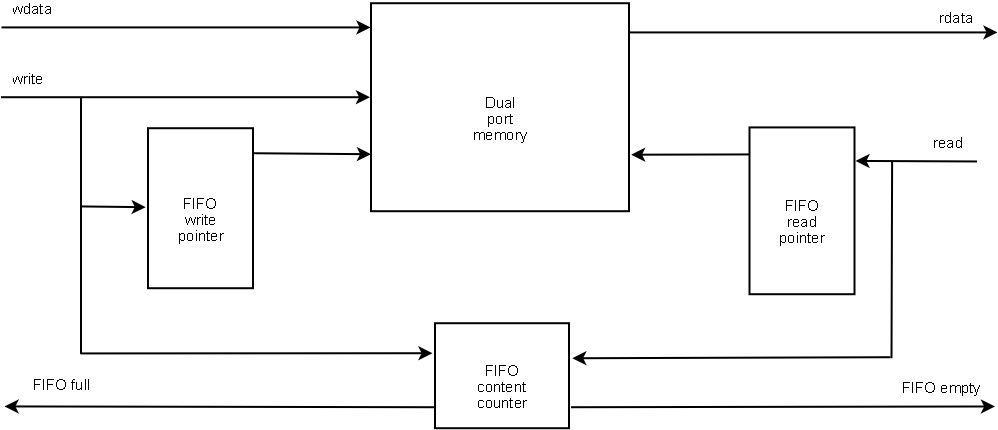 wdata
rdata
write
Dual
port
memory
read
FIFO
write
pointer
FIFO
read
pointer
FIFO
content
counter
FIFO full
FIFO empty